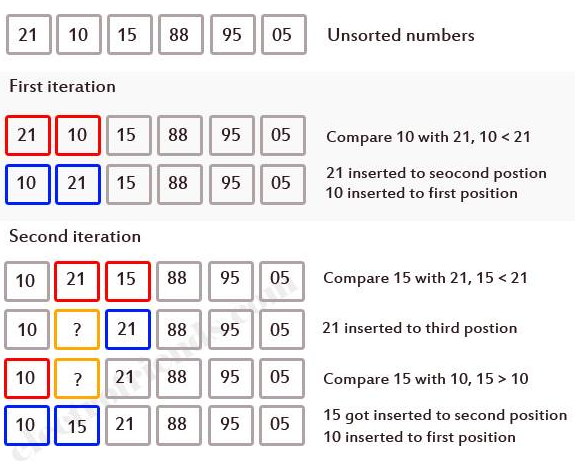 21 10 15 88 95 05 Unsorted numbers
First iteration
21 10 15 88 95 05 Compare 10 with 21, 10 < 21
10 21 15 88 95 05 21 inserted to seocond postion
10 inserted to first position
Second iteration
10 21 15 88 95 05 Compare 15 with 21, 15 < 21
10 ? 21 88 95 05 21 inserted to third postion
10 ? 21 88 95 05 Compare 15 with 10, 15 > 10
10 15 21 88 95 05 15 got inserted to second position
10 inserted to first position
electrofriends.com